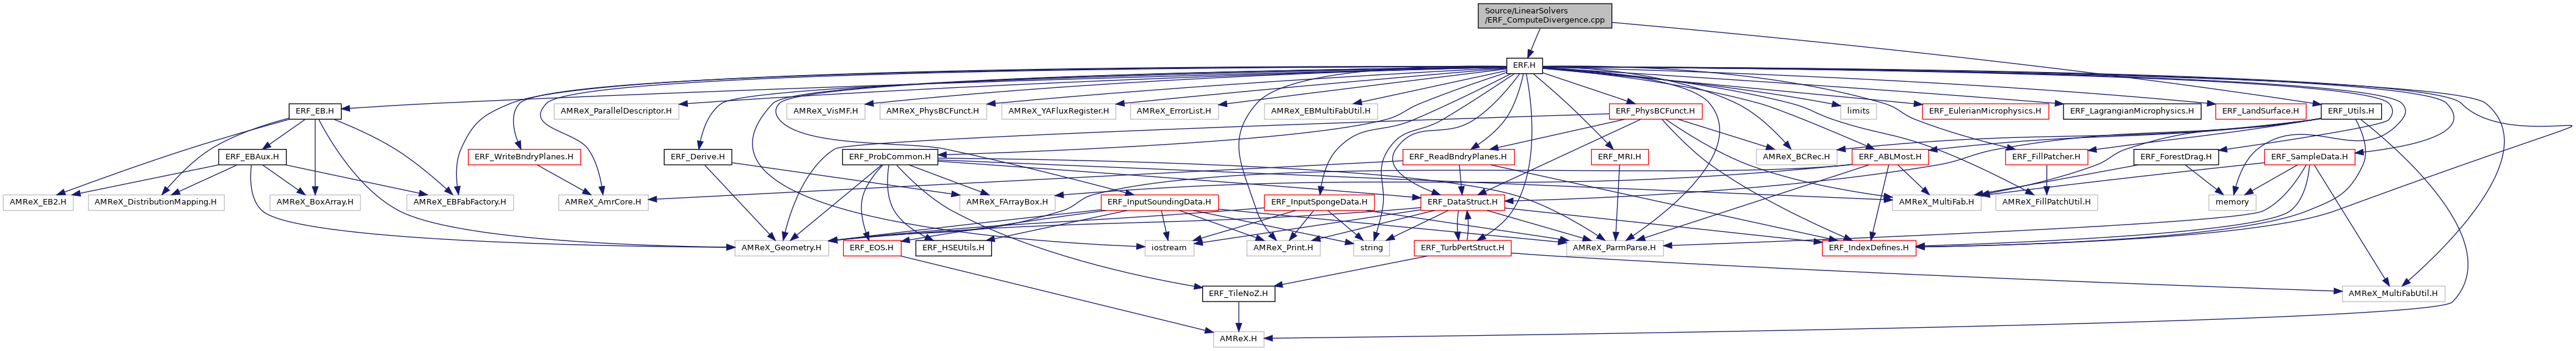 Source/LinearSolvers
/ERF_ComputeDivergence.cpp
ERF.H
ERF_EB.H
AMReX_ParallelDescriptor.H
AMReX_VisMF.H
AMReX_PhysBCFunct.H
AMReX_YAFluxRegister.H
AMReX_ErrorList.H
AMReX_EBMultiFabUtil.H
ERF_PhysBCFunct.H
limits
ERF_EulerianMicrophysics.H
ERF_LagrangianMicrophysics.H
ERF_LandSurface.H
ERF_Utils.H
ERF_EBAux.H
ERF_WriteBndryPlanes.H
ERF_Derive.H
ERF_ProbCommon.H
ERF_ReadBndryPlanes.H
ERF_MRI.H
AMReX_BCRec.H
ERF_ABLMost.H
ERF_FillPatcher.H
ERF_ForestDrag.H
ERF_SampleData.H
AMReX_EB2.H
AMReX_DistributionMapping.H
AMReX_BoxArray.H
AMReX_EBFabFactory.H
AMReX_AmrCore.H
AMReX_FArrayBox.H
ERF_InputSoundingData.H
ERF_InputSpongeData.H
ERF_DataStruct.H
AMReX_MultiFab.H
AMReX_FillPatchUtil.H
memory
AMReX_Geometry.H
ERF_EOS.H
ERF_HSEUtils.H
iostream
AMReX_Print.H
string
ERF_TurbPertStruct.H
AMReX_ParmParse.H
ERF_IndexDefines.H
ERF_TileNoZ.H
AMReX_MultiFabUtil.H
AMReX.H